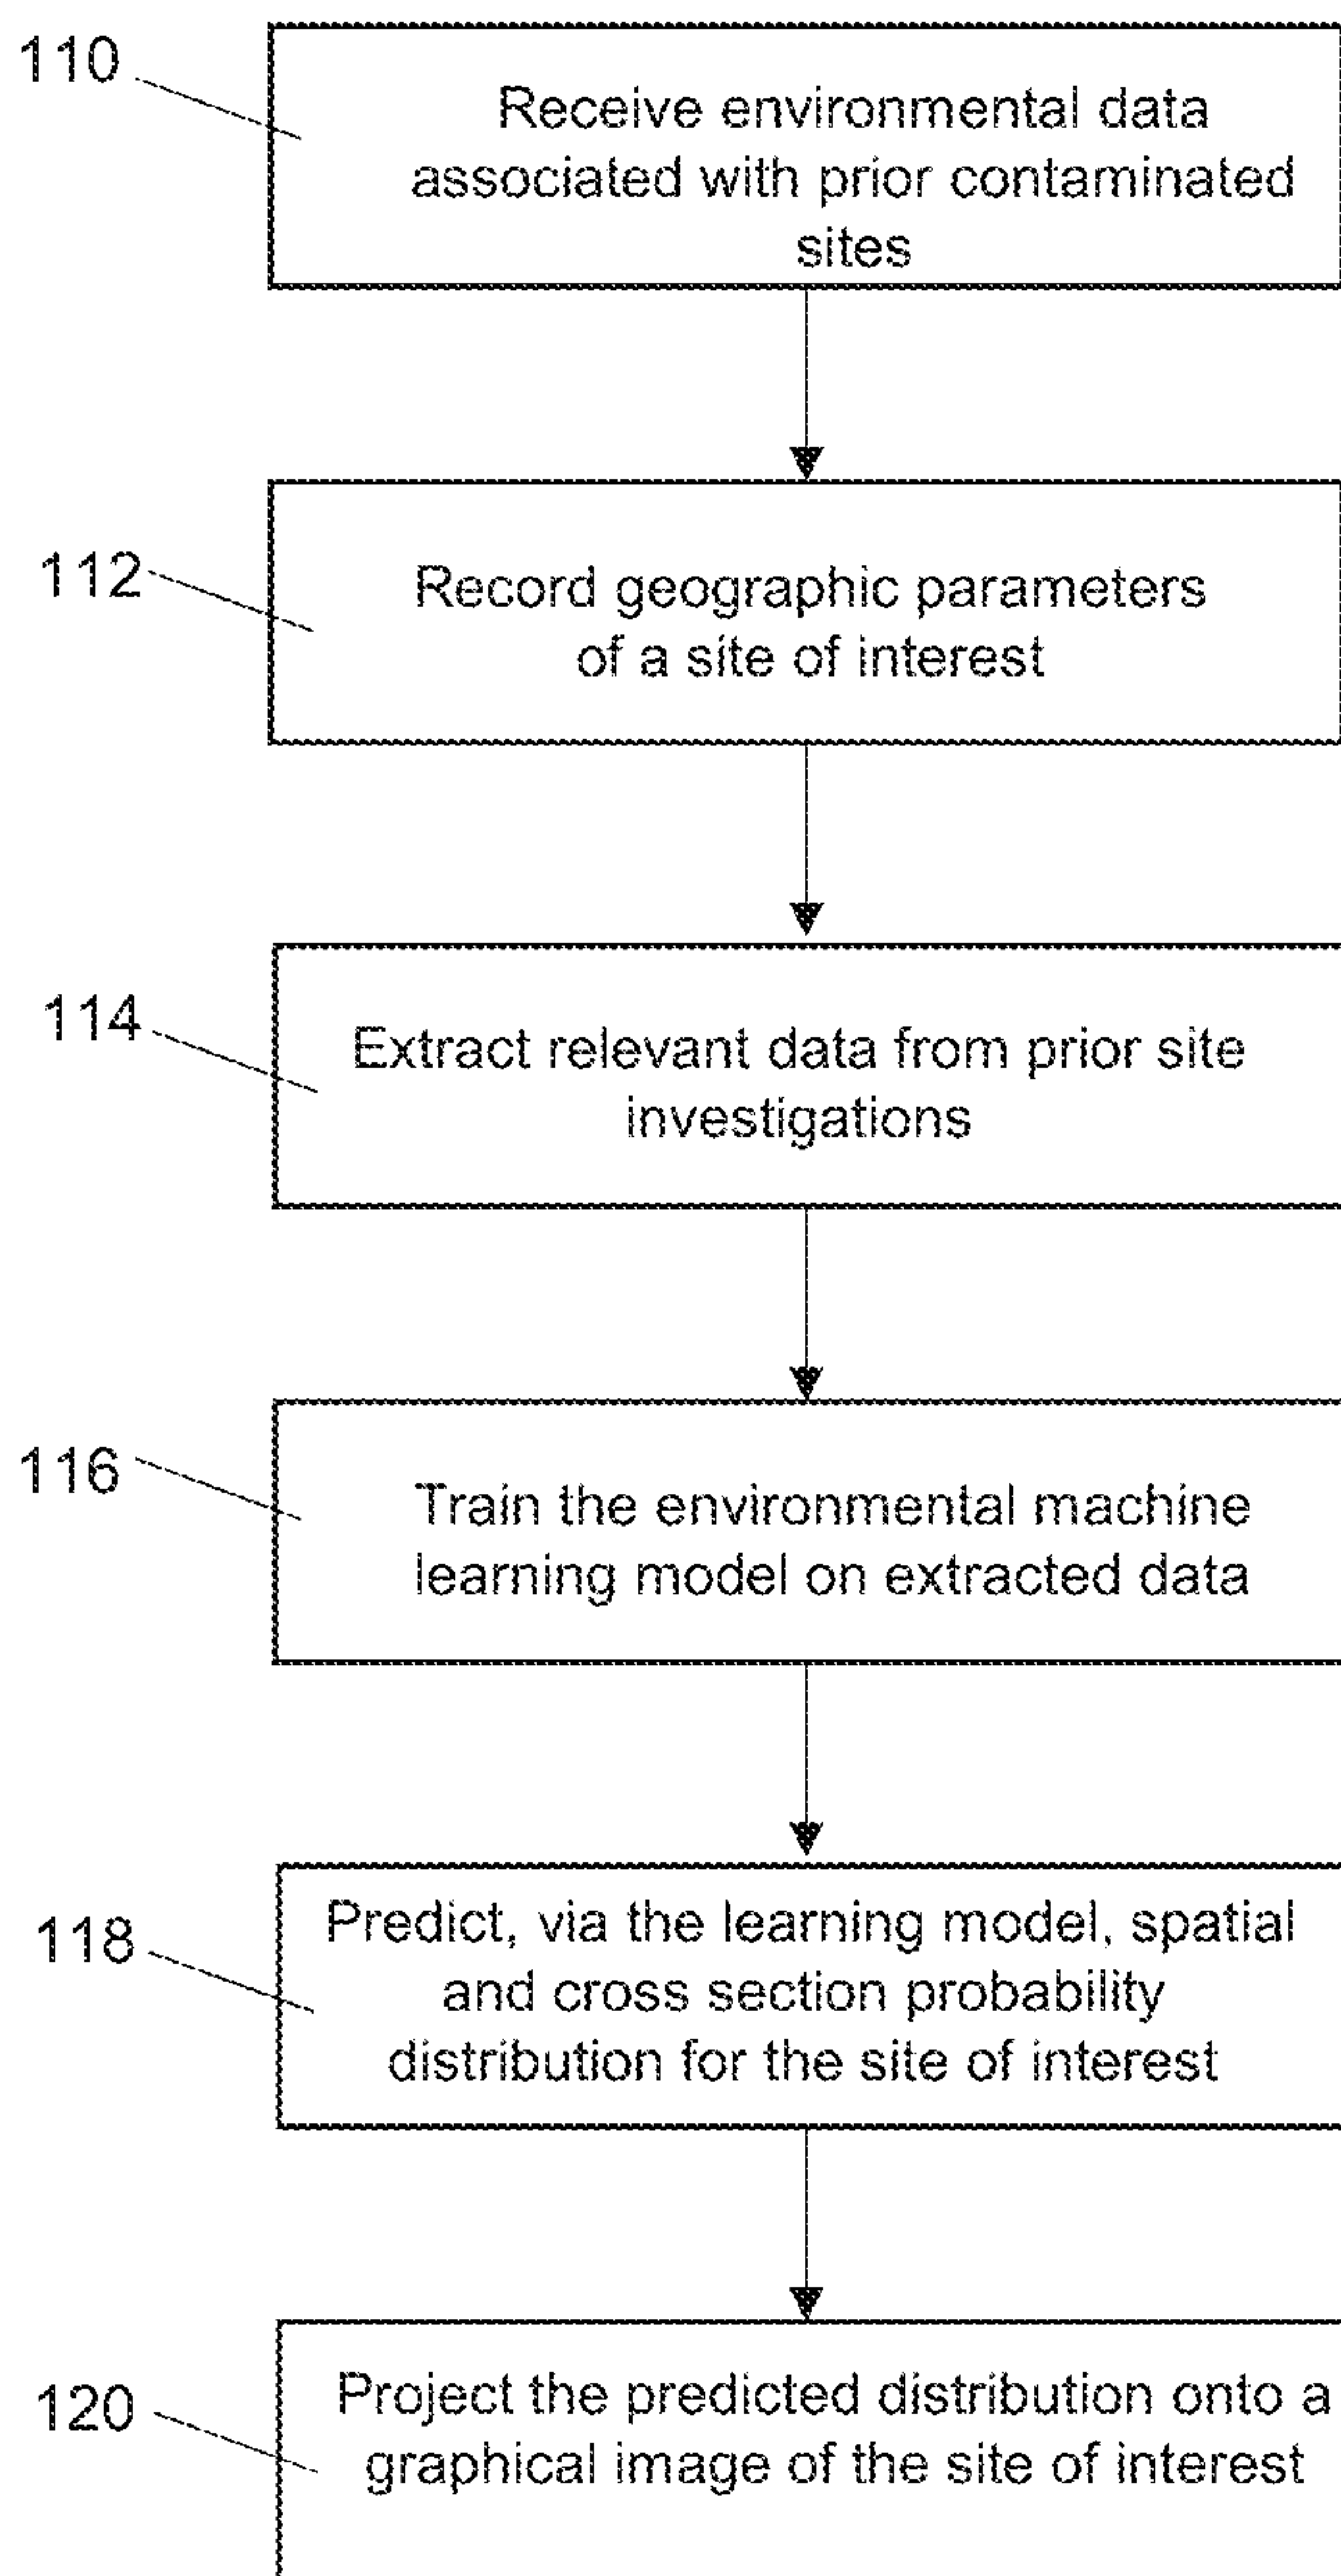 110
Receive environmental data
associated with prior contaminated
sites
112
Record geographic parameters
of a site of interest
114
Extract relevant data from prior site
investigations
116
Train the environmental machine
learning model on extracted data
118
Predict, via the learning model, spatial
and cross section probability
distribution for the site of interest
120
Project the predicted distribution onto a
graphical image of the site of interest